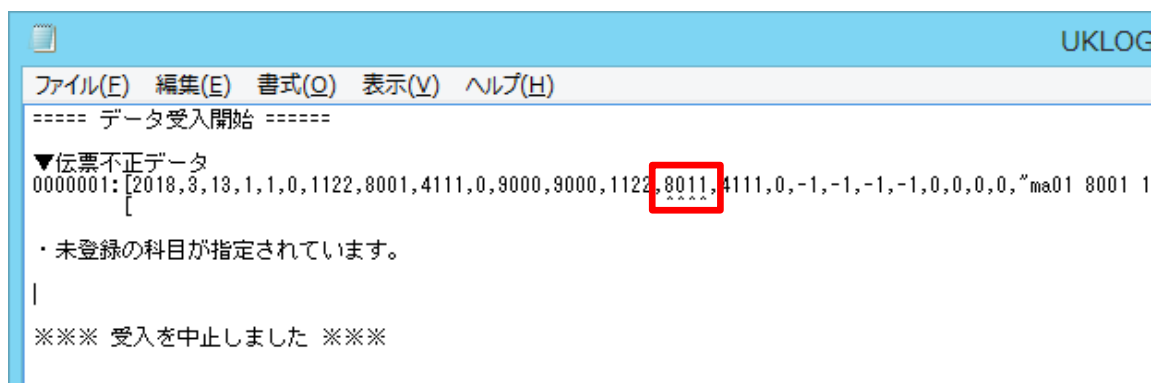 UKLOG
ファイル(F) 編集(E) 書式(O) 表示(V) ヘルプ(H)
===== データ受入開始 ======
▼伝票不正データ
0000001:[2018,3,13,1,1,0,1122,8001,4111,0,9000,9000,1122,8011,4111,0,-1,-1,-1,-1,0,0,0,0,"ma01 8001 1
[ ^^^^
・未登録の科目が指定されています。
※※※ 受入を中止しました ※※※